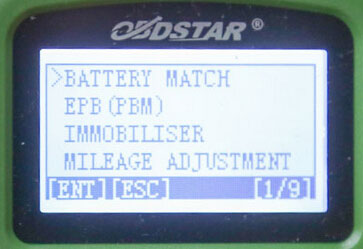 OBDSTAR®
>BATTERY MATCH
EPB(PBM)
IMMOBILISER
MILEAGE ADJUSTMENT
[ENT][ESC] [1/9]